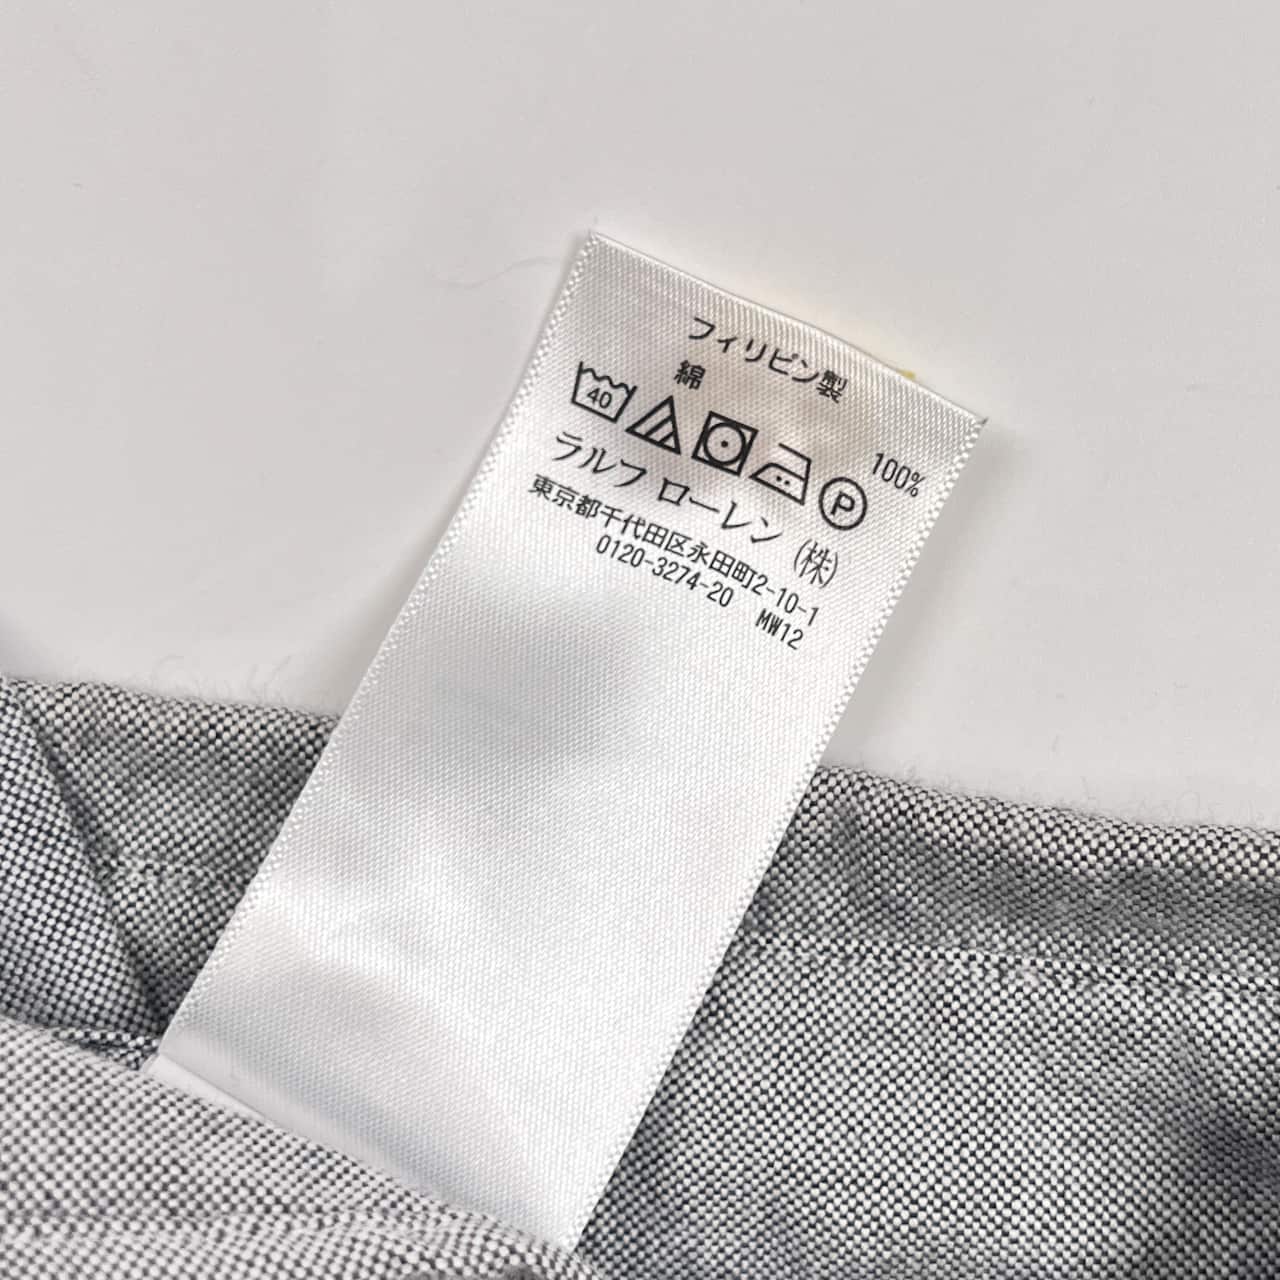 フィリピン製
綿 100%
40 P
ラルフ ローレン (株)
東京都千代田区永田町2-10-1
0120-3274-20 MW12